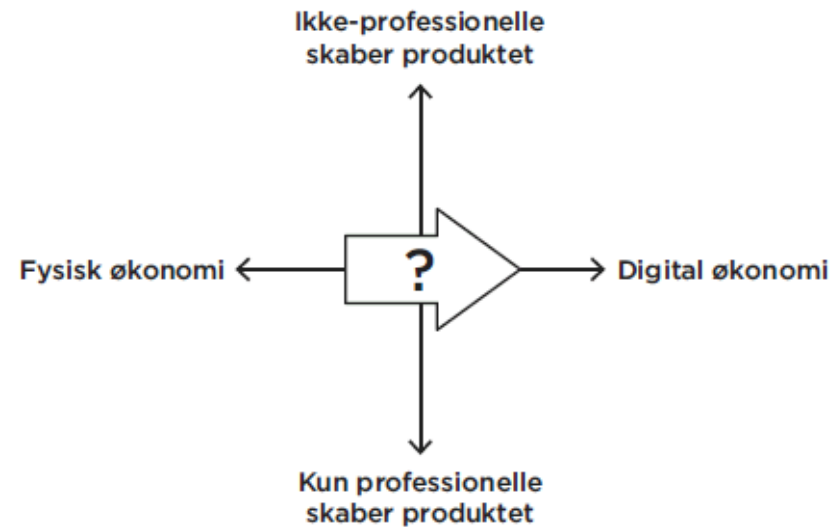 Ikke-professionelle
skaber produktet
Fysisk økonomi
?
Digital økonomi
Kun professionelle
skaber produktet